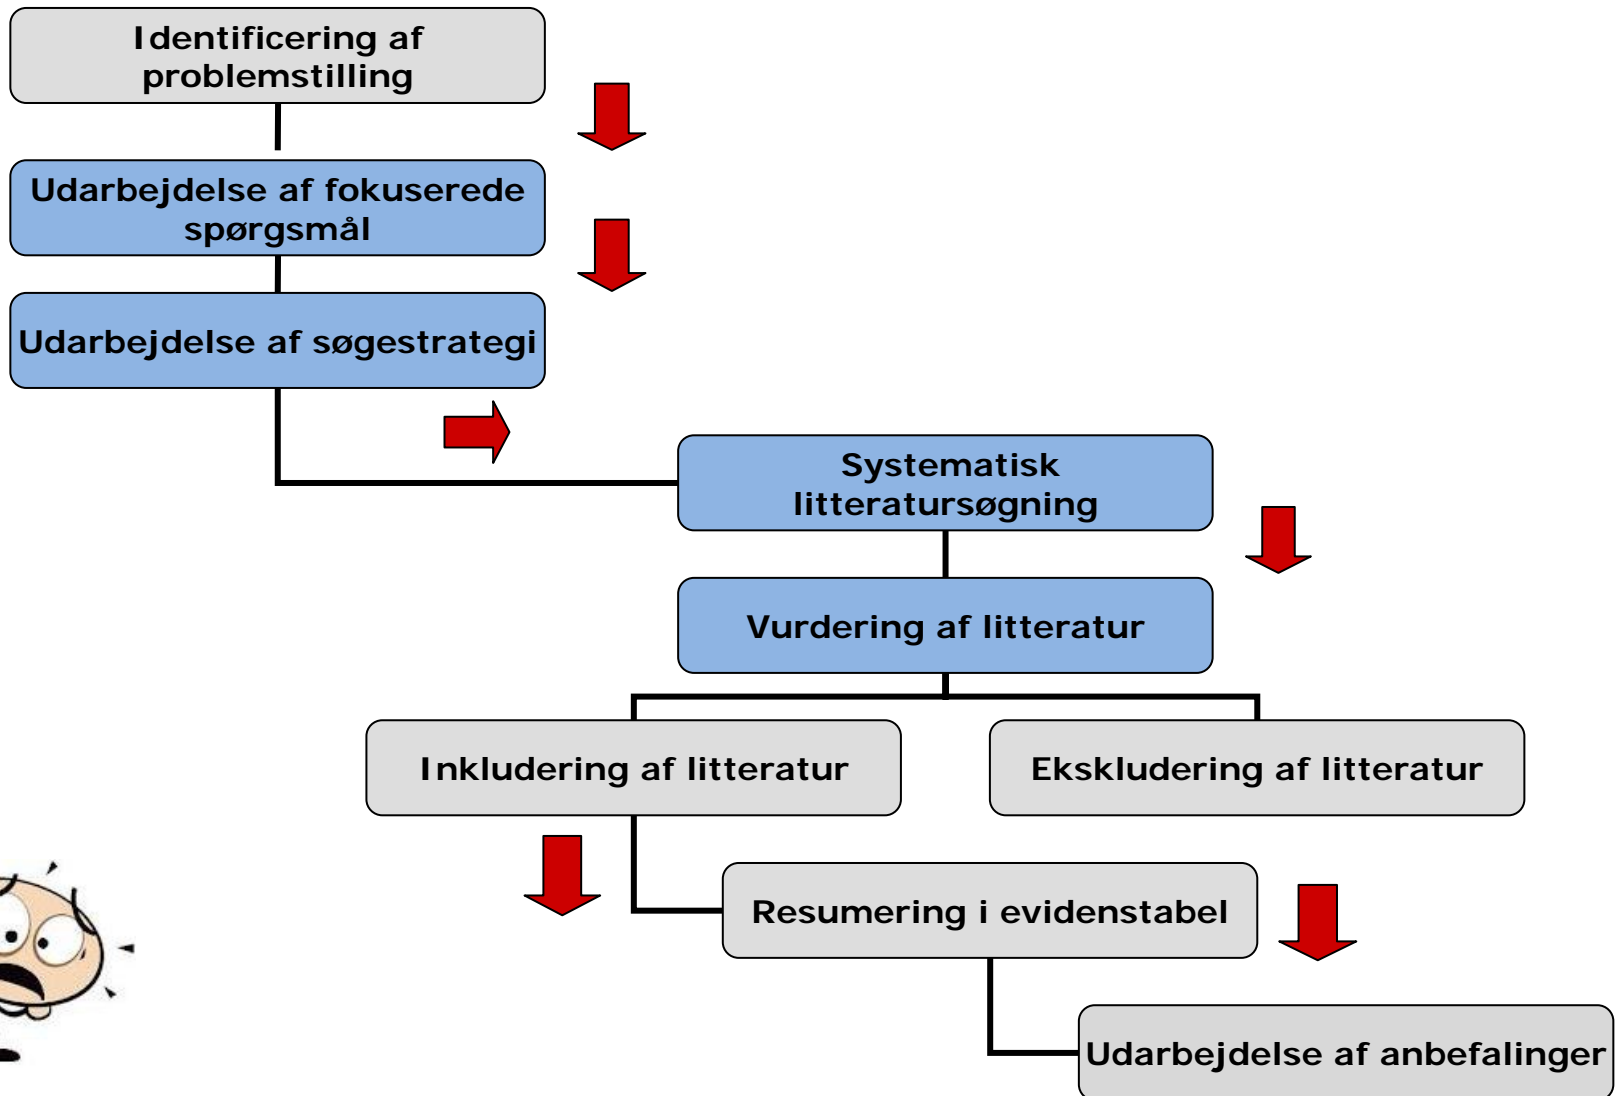 Identificering af
problemstilling
Udarbejdelse af fokuserede
spørgsmål
Udarbejdelse af søgestrategi
Systematisk
litteratursøgning
Vurdering af litteratur
Inkludering af litteratur
Ekskludering af litteratur
Resumering i evidenstabel
Udarbejdelse af anbefalinger